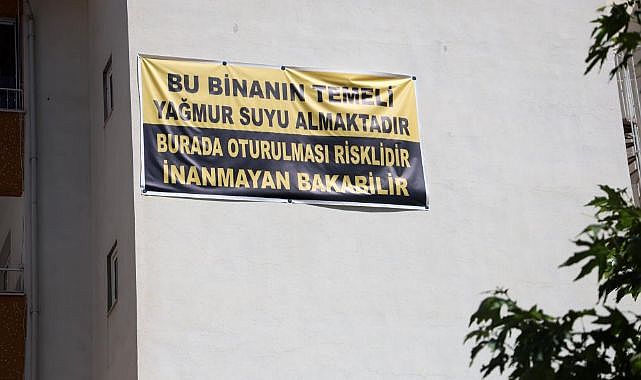 BU BİNANIN TEMELİ
YAĞMUR SUYU ALMAKTADIR
BURADA OTURULMASI RİSKLİDİR
İNANMAYAN BAKABİLİR